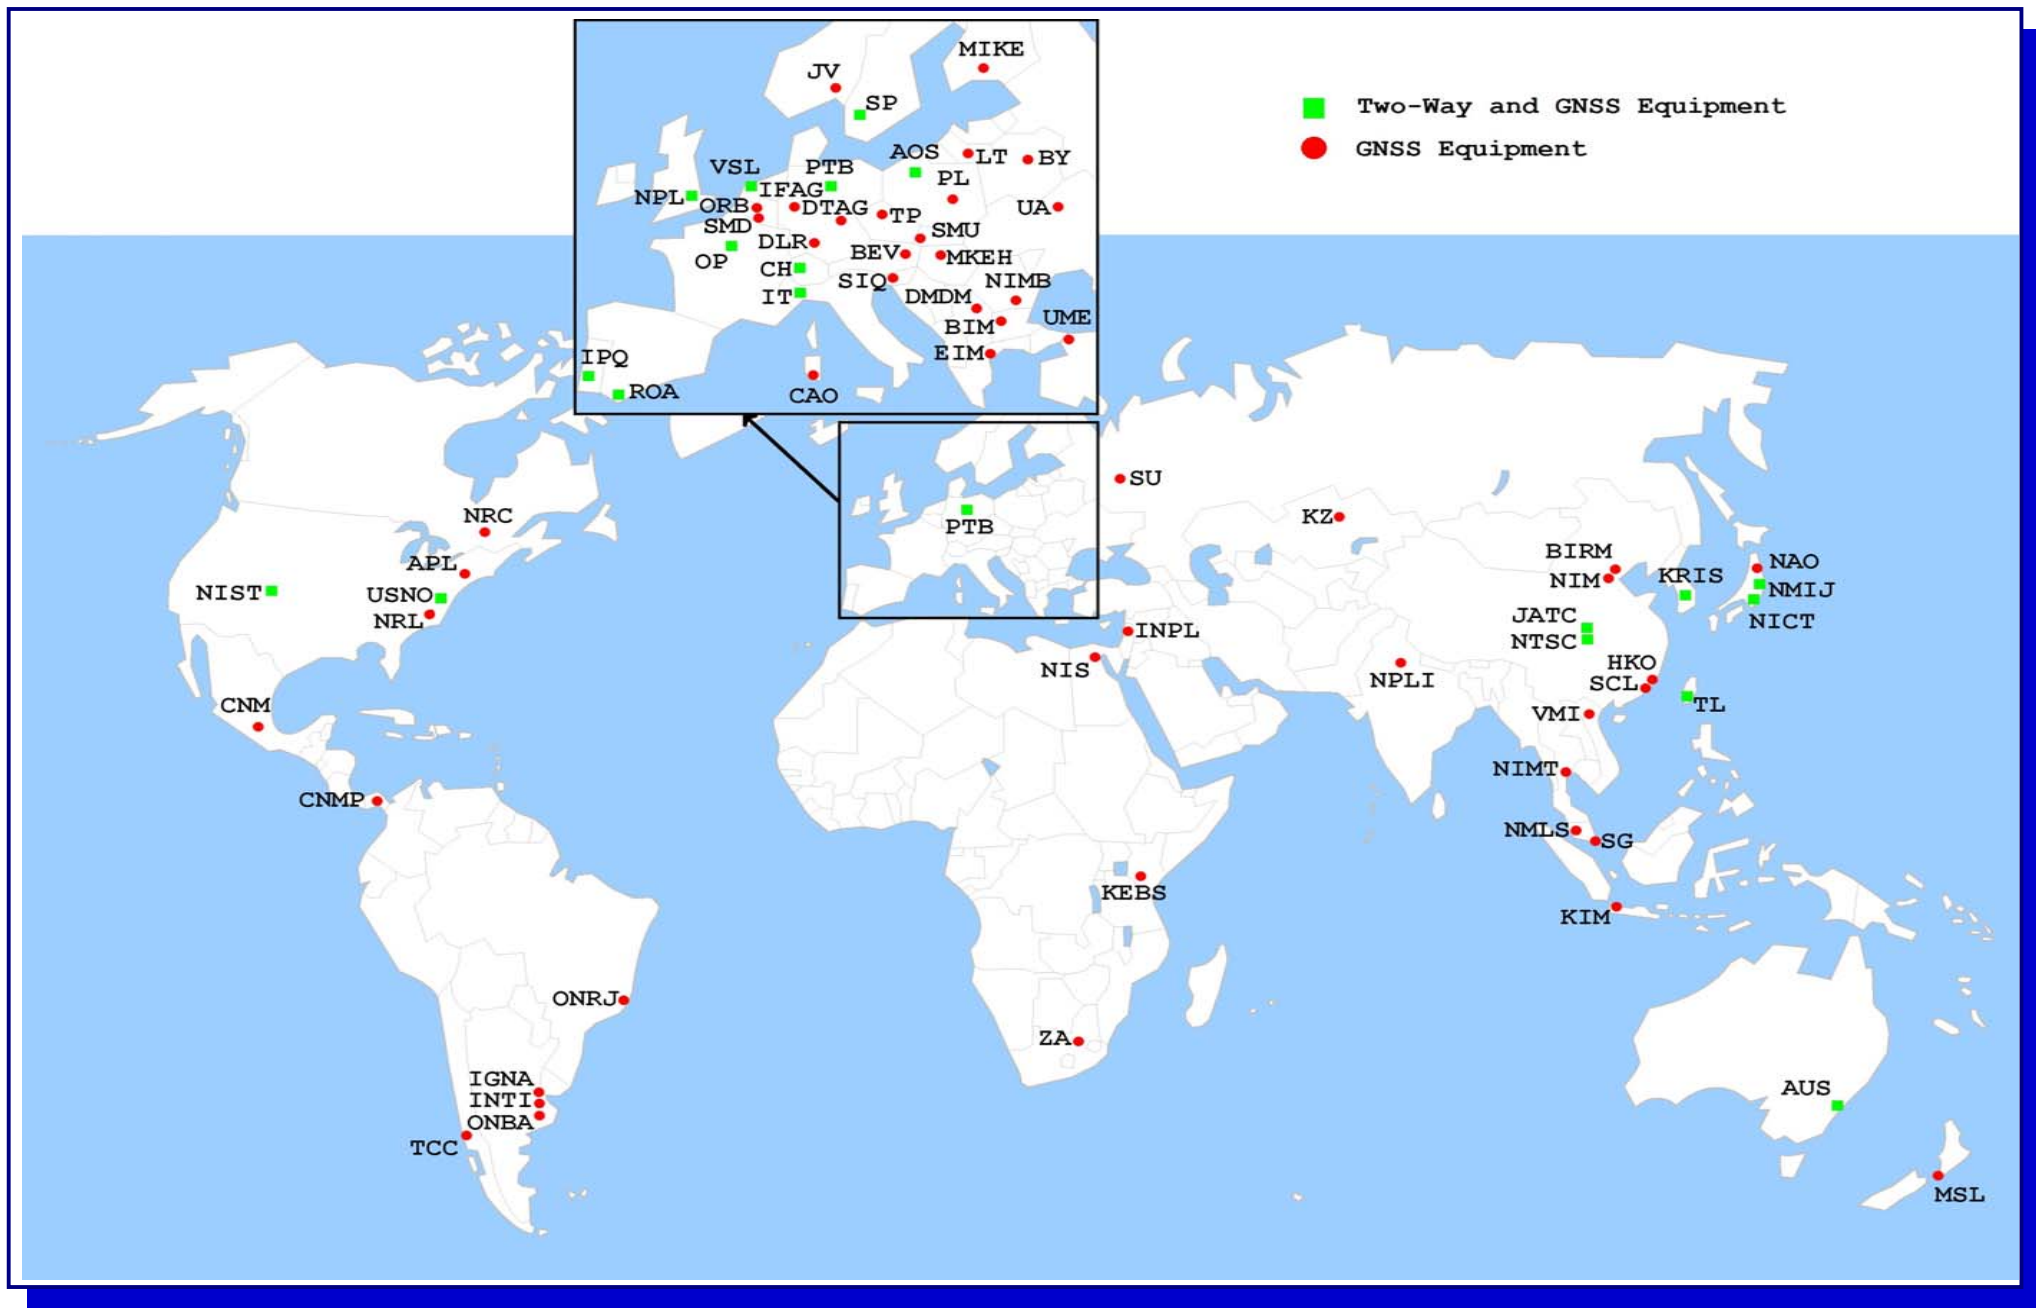 MIKE
JV
SP
AOS
LT
BY
VSL
PTB
PL
IFAG
NPL
ORB
DTAG
TP
UA
SMD
SMU
DLR
BEV
MKEH
OP
CH
SIQ
NIMB
IT
DMDM
UME
BIM
EIM
IPQ
ROA
CAO
Two-Way and GNSS Equipment
GNSS Equipment
SU
NRC
KZ
PTB
BIRM
NAO
APL
NIM
KRIS
NIST
USNO
NMIJ
NRL
JATC
NICT
INPL
NTSC
NIS
HKO
NPLI
SCL
CNM
TL
VMI
NIMT
CNMP
NMLS
SG
KEBS
KIM
ONRJ
ZA
IGNA
AUS
INTI
ONBA
TCC
MSL